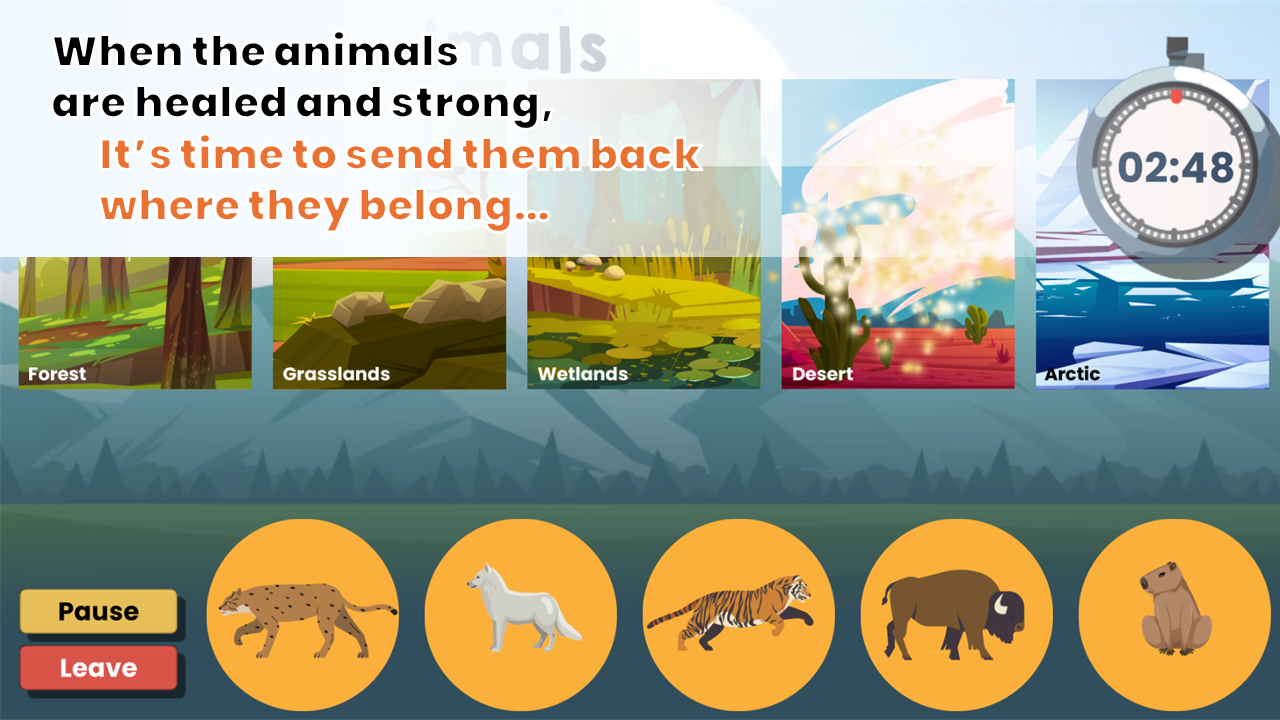 When the animals
are healed and strong,
It's time to send them back
where they belong...
02:48
Forest
Grasslands
Wetlands
Desert
Arctic
Pause
Leave